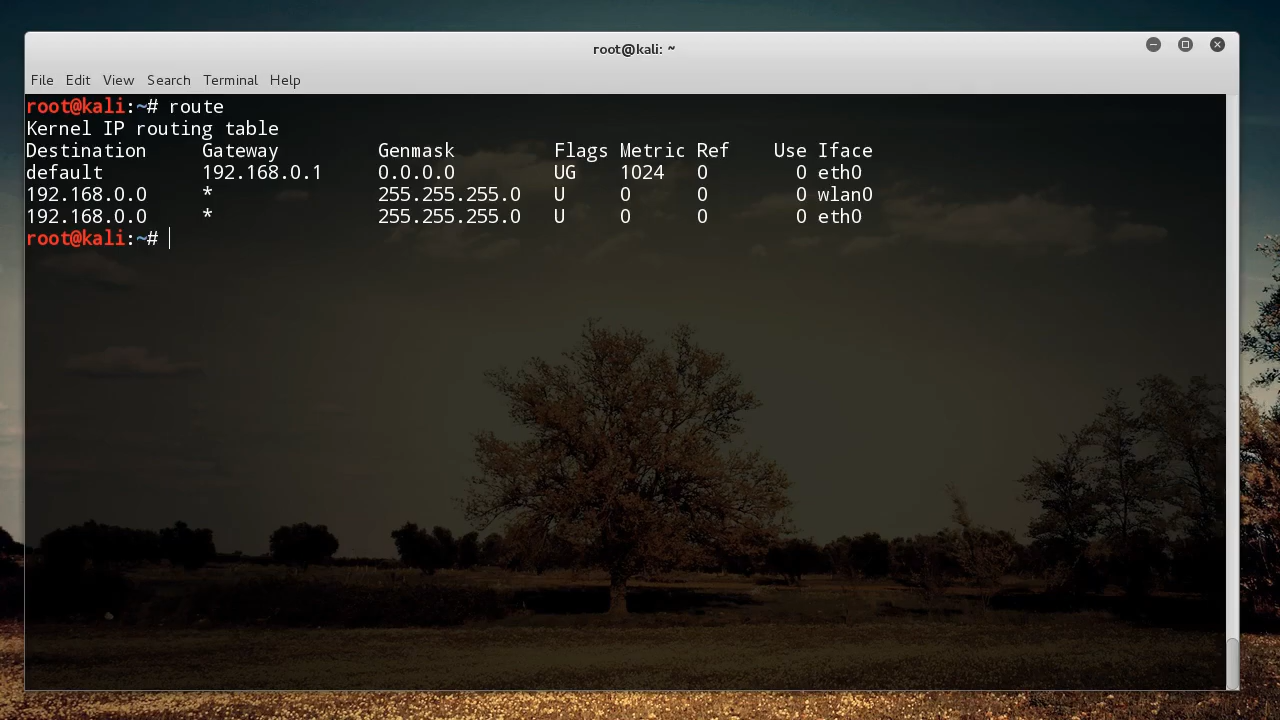 root@kali: ~
File Edit View Search Terminal Help
root@kali:~# route
Kernel IP routing table
Destination     Gateway         Genmask         Flags Metric Ref    Use Iface
default         192.168.0.1     0.0.0.0         UG    1024   0        0 eth0
192.168.0.0     *               255.255.255.0   U     0      0        0 wlan0
192.168.0.0     *               255.255.255.0   U     0      0        0 eth0
root@kali:~#